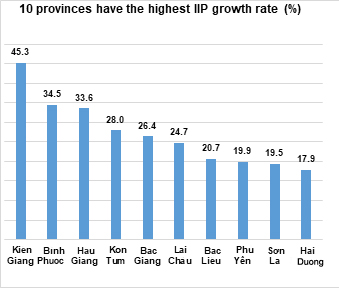 10 provinces have the highest IIP growth rate (%)
45.3
34.5
33.6
28.0
26.4
24.7
20.7
19.9
19.5
17.9
Kien Giang
Bình Phuoc
Hau Giang
Kon Tum
Bac Giang
Lai Chau
Bac Lieu
Phu Yên
Sơn La
Hai Duong